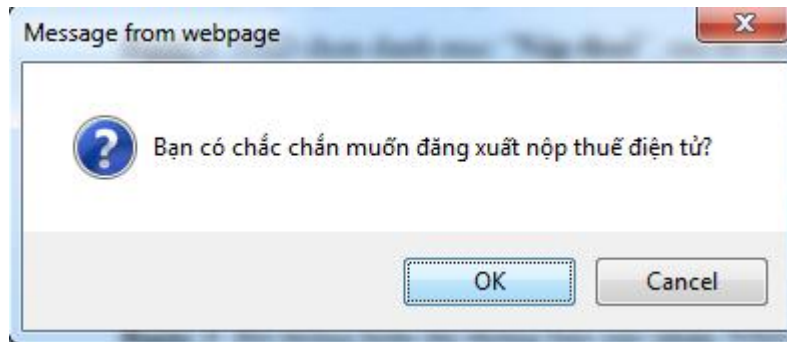 Message from webpage
Bạn có chắc chắn muốn đăng xuất nộp thuế điện tử?
OK
Cancel